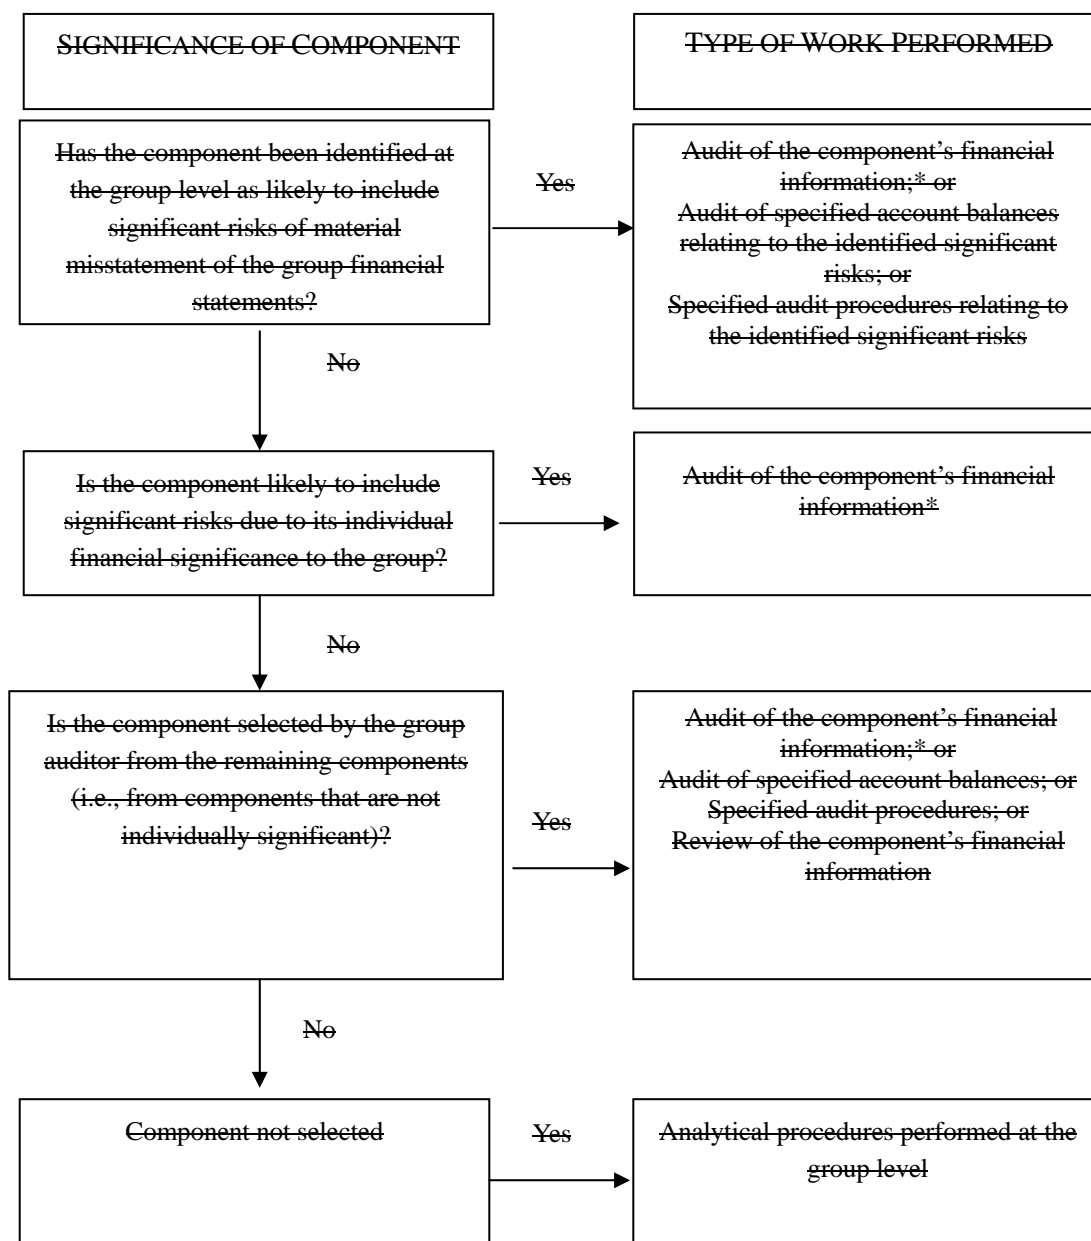 SIGNIFICANCE OF COMPONENT
TYPE OF WORK PERFORMED
Has the component been identified at
the group level as likely to include
significant risks of material
misstatement of the group financial
statements?
Yes
Audit of the component’s financial
information;* or
Audit of specified account balances
relating to the identified significant
risks; or
Specified audit procedures relating to
the identified significant risks
No
Is the component likely to include
significant risks due to its individual
financial significance to the group?
Yes
Audit of the component’s financial
information*
No
Is the component selected by the group
auditor from the remaining components
(i.e., from components that are not
individually significant)?
Yes
Audit of the component’s financial
information;* or
Audit of specified account balances; or
Specified audit procedures; or
Review of the component’s financial
information
No
Component not selected
Yes
Analytical procedures performed at the
group level